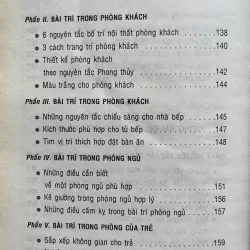 Phần II. BÀI TRÍ TRONG PHÒNG KHÁCH
● 6 nguyên tắc bố trí nội thất phòng khách ........ 138
● 3 cách trang trí phòng khách ........ 140
● Thiết kế phòng khách
theo nguyên tắc Phong thủy ........ 142
● Màu trắng cho phòng khách ........ 144
Phần III. BÀI TRÍ TRONG PHÒNG KHÁCH
● Những nguyên tắc chiếu sáng cho nhà bếp ........ 145
● Kích thước phù hợp cho tủ bếp ........ 147
● Tìm vị trí thích hợp đặt bàn ăn ........ 148
Phần IV. BÀI TRÍ TRONG PHÒNG NGỦ
● Những điều cần biết
về một phòng ngủ phù hợp ........ 151
● Kê giường trong phòng ngủ hợp lý ........ 156
● Những điều cấm kỵ trong bài trí phòng ngủ ........ 157
Phần V. BÀI TRÍ TRONG PHÒNG CỦA TRẺ
● Sắp xếp không gian cho trẻ ........ 159